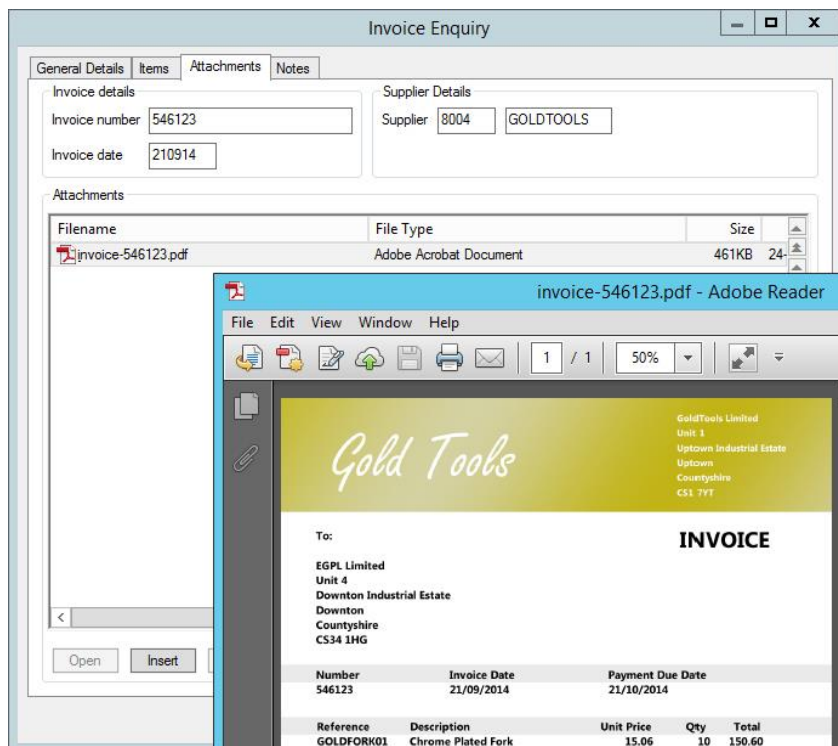 Invoice Enquiry
General Details Items Attachments Notes
Invoice details Supplier Details
Invoice number 546123 Supplier 8004 GOLDTOOLS
Invoice date 210914
Attachments
Filename File Type Size
invoice-546123.pdf Adobe Acrobat Document 461KB 24-
invoice-546123.pdf - Adobe Reader
File Edit View Window Help
1 / 1 50%
GoldTools Limited
Unit 1
Uptown Industrial Estate
Uptown
Countyshire
CS1 7YT
Gold Tools
To: INVOICE
EGPL Limited
Unit 4
Downton Industrial Estate
Downton
Countyshire
CS34 1HG
Open Insert
Number Invoice Date Payment Due Date
546123 21/09/2014 21/10/2014
Reference Description Unit Price Qty Total
GOLDFORK01 Chrome Plated Fork 15.06 10 150.60